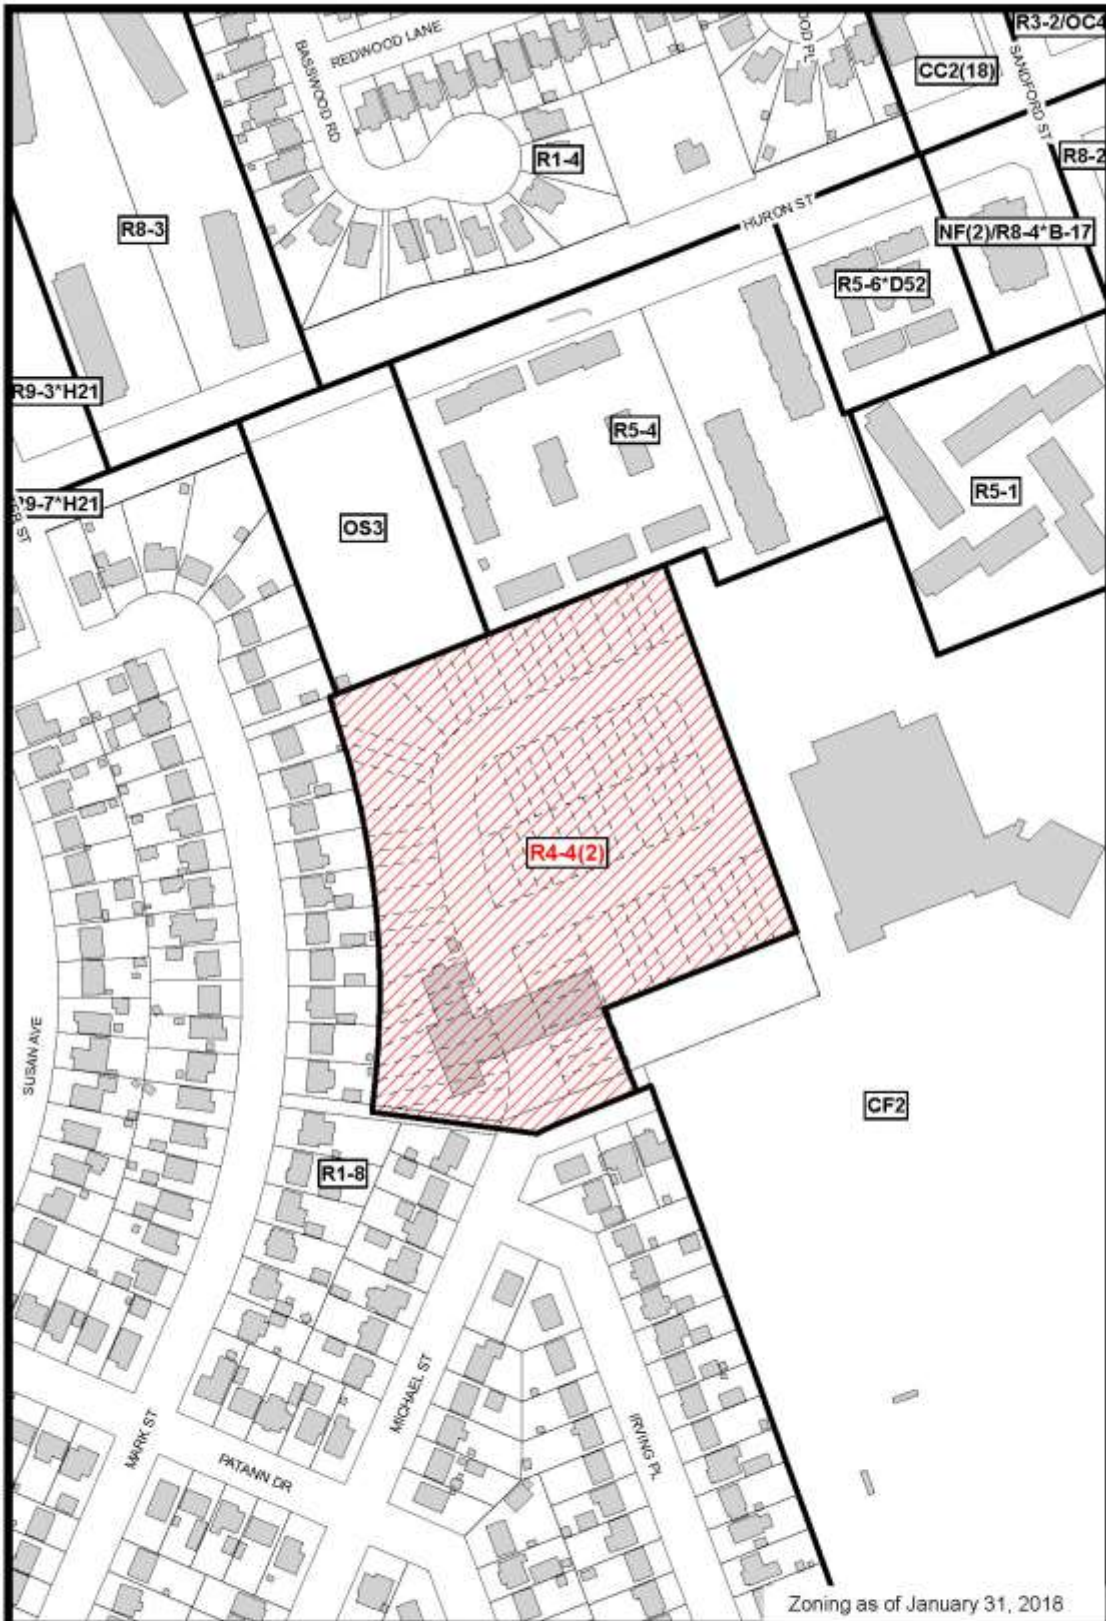 R3-2/OC4
REDWOOD LANE
BASSWOOD RD
CC2(18)
SANDFORD ST
R1-4
R8-2
R8-3
HURON ST
NF(2)/R8-4*B-17
R5-6*D52
R9-3*H21
R5-4
R5-1
R9-7*H21
OS3
R4-4(2)
SUSAN AVE
CF2
R1-8
MICHAEL ST
MARK ST
IRVING PL
PATANN DR
Zoning as of January 31, 2018